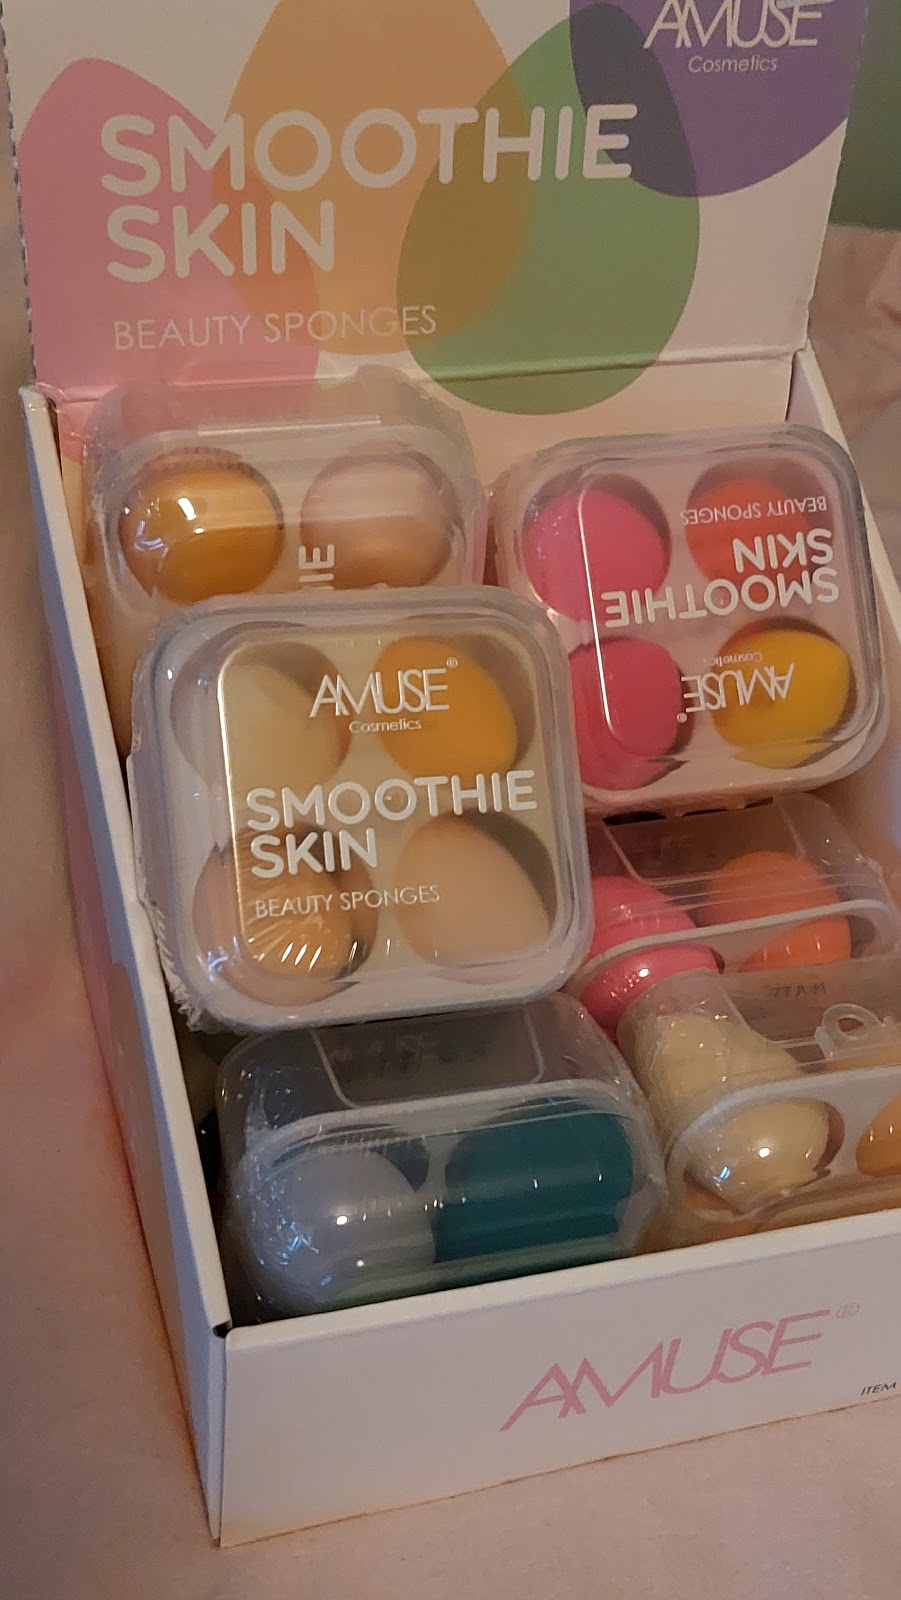 AMUSE
Cosmetics
SMOOTHIE
SKIN
BEAUTY SPONGES
IE
BEAUTY SPONGES
SKIN
SMOOTHIE
AMUSE®
Cosmetics
AMUSE®
Cosmetics
SMOOTHIE
SKIN
BEAUTY SPONGES
AMUSE®
ITEM